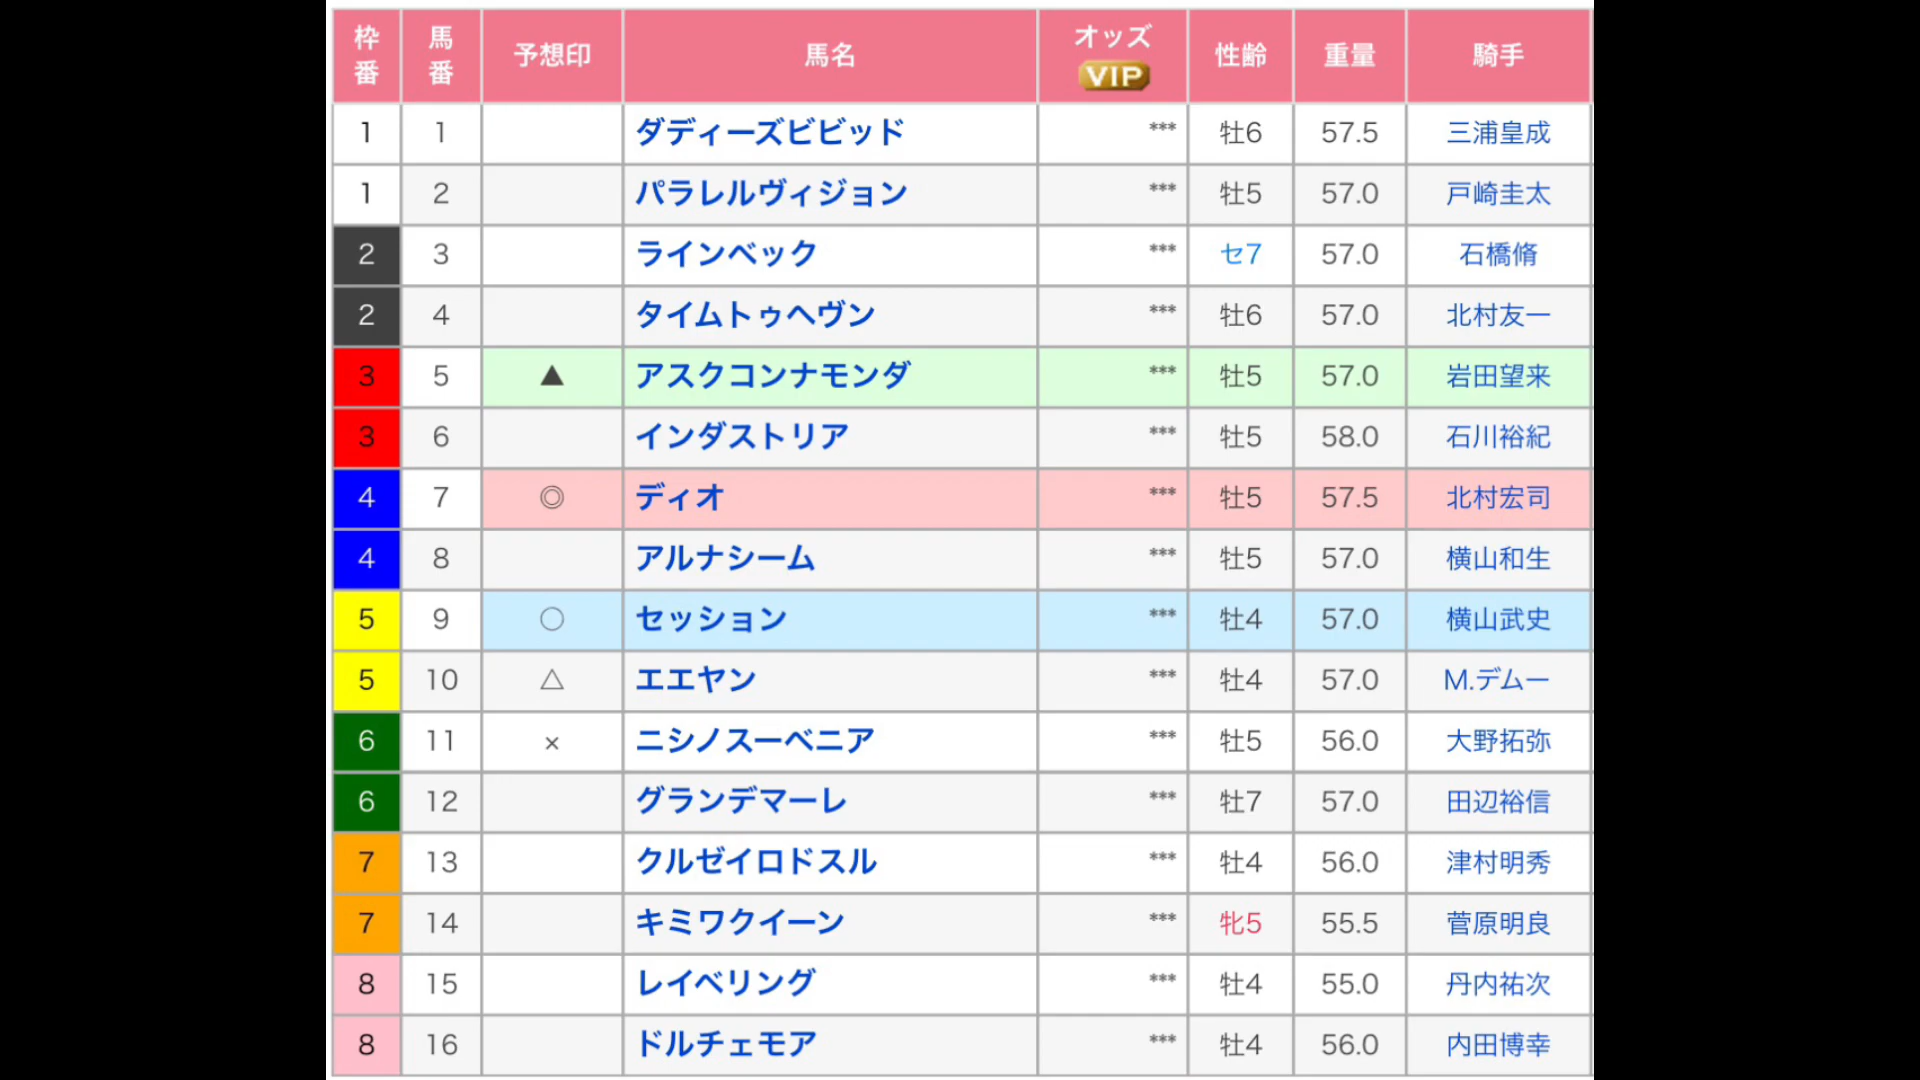 枠番 馬番 予想印 馬名 オッズ VIP 性齢 重量 騎手
1 1 ダディーズビビッド *** 牡6 57.5 三浦皇成
1 2 パラレルヴィジョン *** 牡5 57.0 戸崎圭太
2 3 ラインベック *** セ7 57.0 石橋脩
2 4 タイムトゥヘヴン *** 牡6 57.0 北村友一
3 5 ▲ アスクコンナモンダ *** 牡5 57.0 岩田望来
3 6 インダストリア *** 牡5 58.0 石川裕紀
4 7 ◎ ディオ *** 牡5 57.5 北村宏司
4 8 アルナシーム *** 牡5 57.0 横山和生
5 9 ○ セッション *** 牡4 57.0 横山武史
5 10 △ エエヤン *** 牡4 57.0 M.デムー
6 11 × ニシノスーベニア *** 牡5 56.0 大野拓弥
6 12 グランデマーレ *** 牡7 57.0 田辺裕信
7 13 クルゼイロドスル *** 牡4 56.0 津村明秀
7 14 キミワクイーン *** 牝5 55.5 菅原明良
8 15 レイベリング *** 牡4 55.0 丹内祐次
8 16 ドルチェモア *** 牡4 56.0 内田博幸